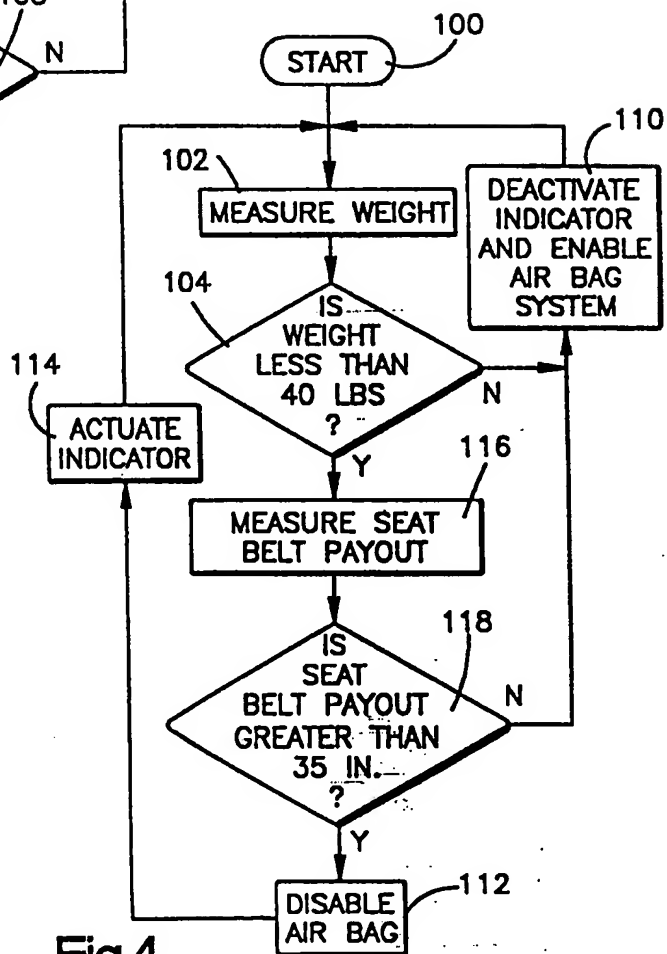 N
100
START
110
102
MEASURE WEIGHT
DEACTIVATE
INDICATOR
AND ENABLE
AIR BAG
SYSTEM
104
IS
WEIGHT
LESS THAN
40 LBS
?
N
Y
114
ACTUATE
INDICATOR
116
MEASURE SEAT
BELT PAYOUT
118
IS
SEAT
BELT PAYOUT
GREATER THAN
35 IN.
?
N
Y
112
DISABLE
AIR BAG
Fig.4